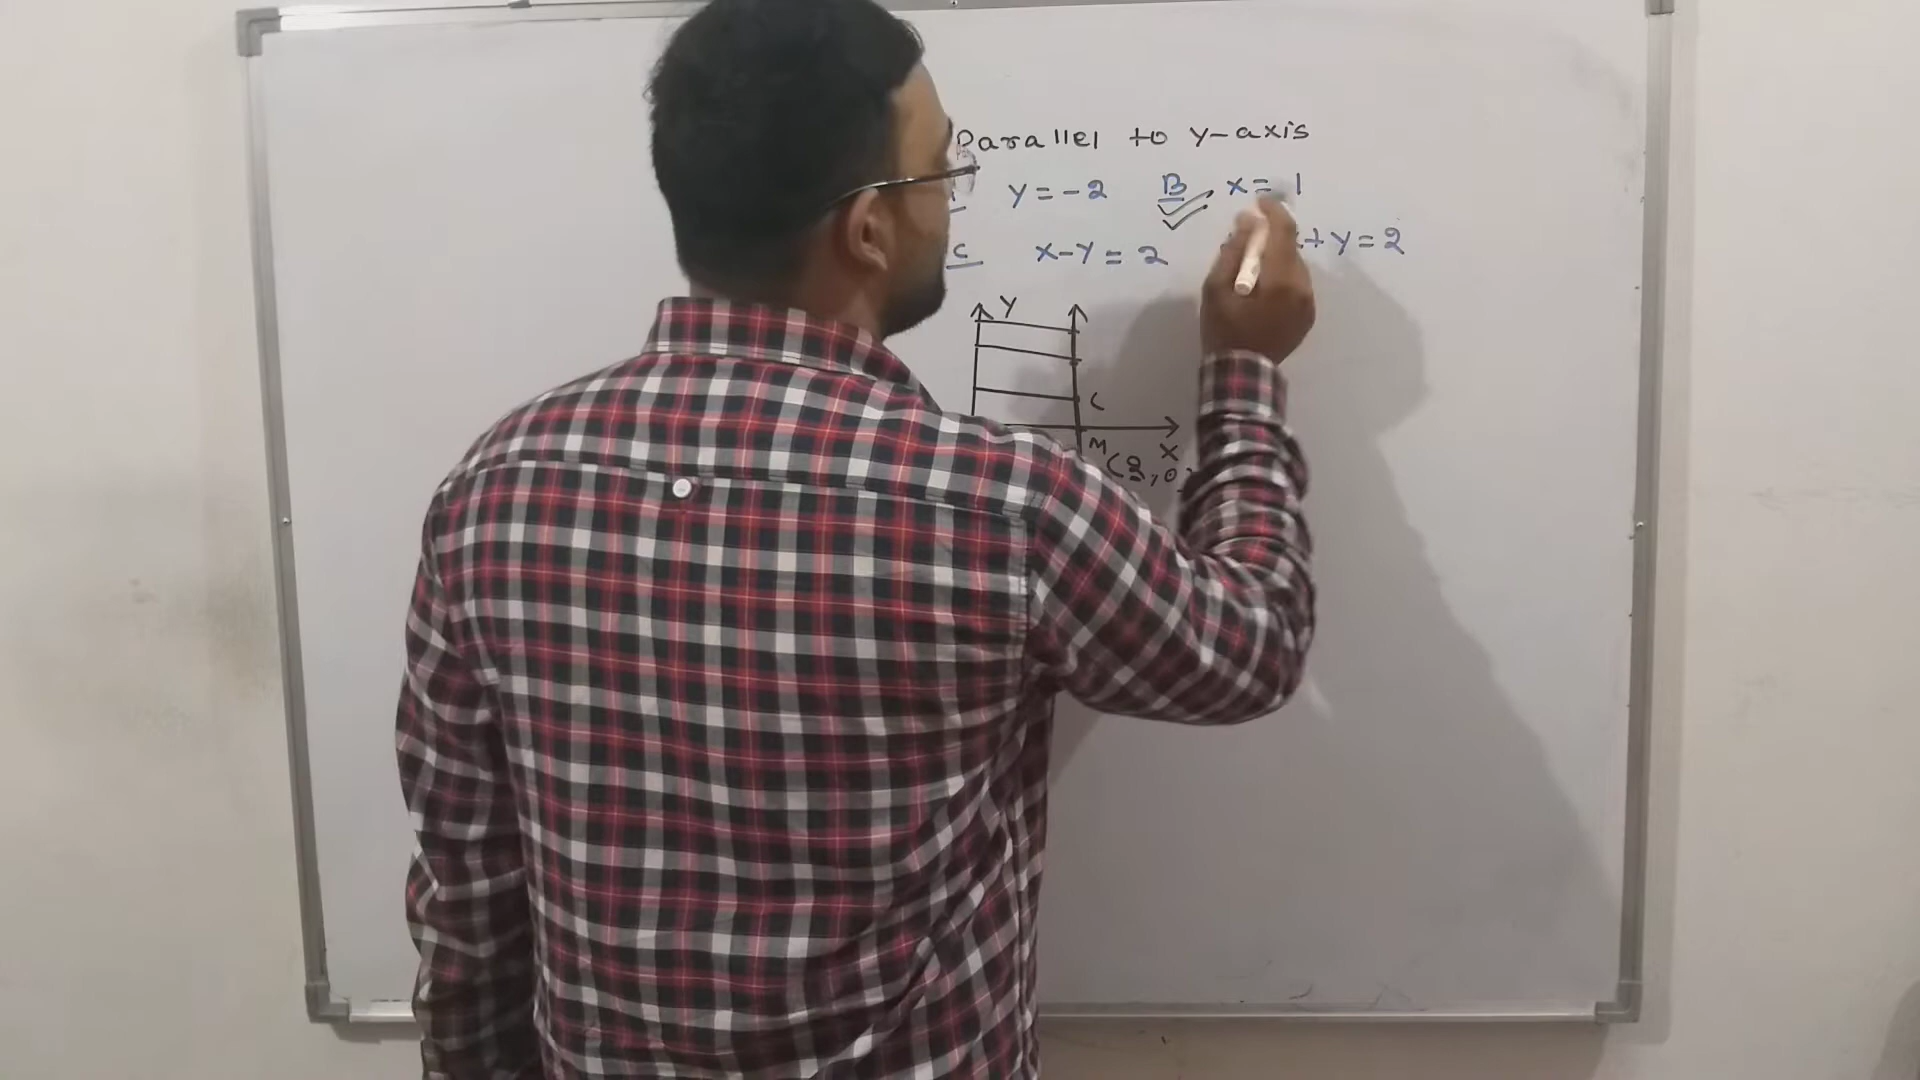 Parallel to y-axis
y = -2 B x = 1
C x - y = 2 + y = 2
Y
C
M X
(2,0)